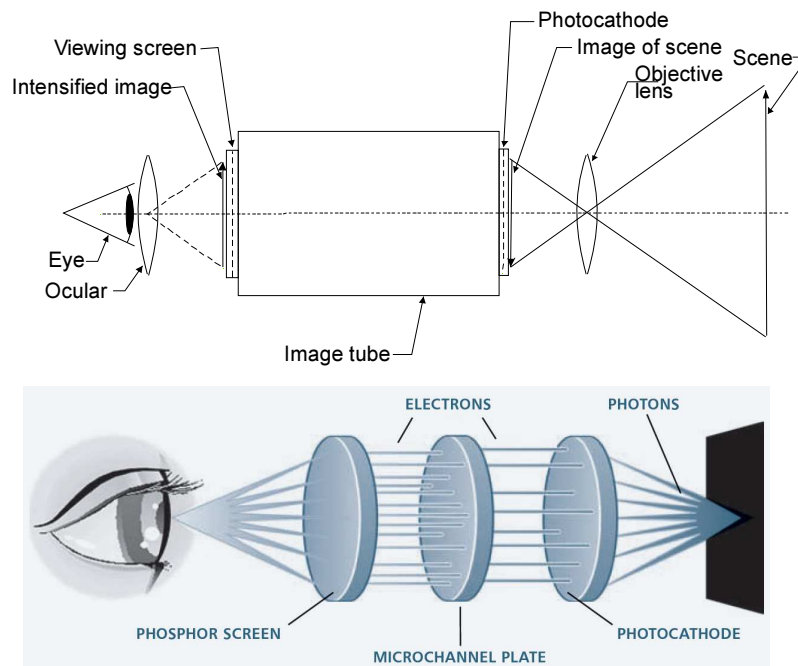 Photocathode
Viewing screen
Image of scene
Scene
Intensified image
Objective
lens
Eye
Ocular
Image tube
ELECTRONS
PHOTONS
PHOSPHOR SCREEN
PHOTOCATHODE
MICROCHANNEL PLATE